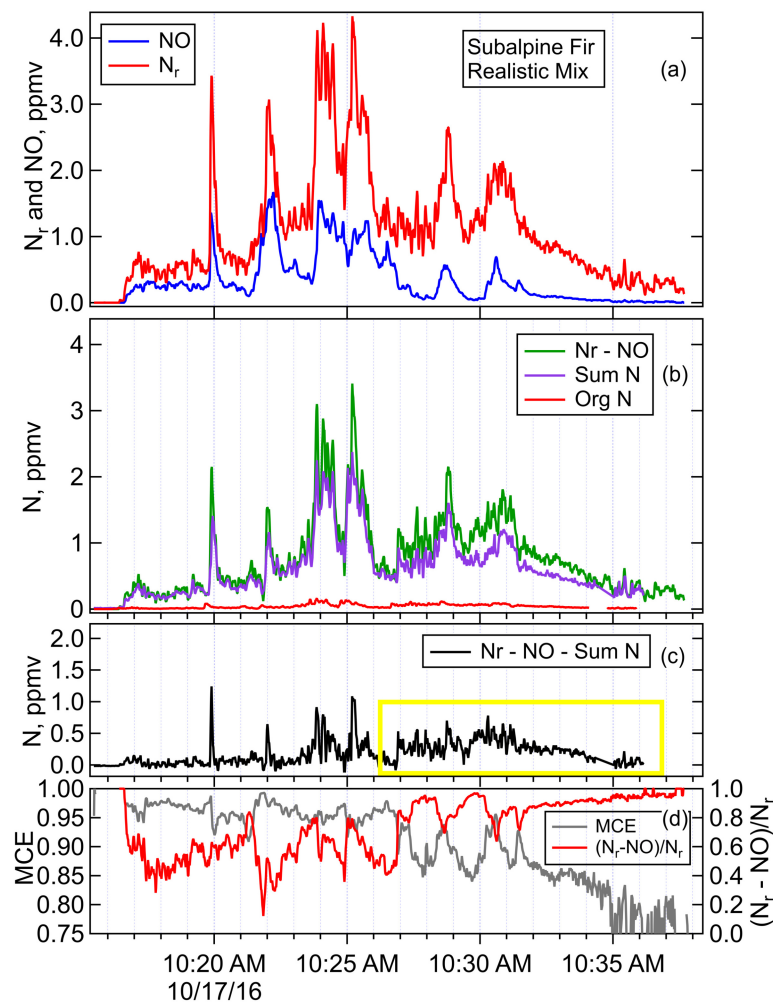 4.0
3.0
2.0
1.0
0.0
Nr and NO, ppmv
NO
Nr
Subalpine Fir
Realistic Mix
(a)
4
3
2
1
0
N, ppmv
Nr - NO
Sum N
Org N
(b)
2.0
1.5
1.0
0.5
0.0
N, ppmv
Nr - NO - Sum N
(c)
1.00
0.95
0.90
0.85
0.80
0.75
MCE
MCE
(Nr-NO)/Nr
(d)
1.0
0.8
0.6
0.4
0.2
0.0
(Nr - NO)/Nr
10:20 AM 10:25 AM 10:30 AM 10:35 AM
10/17/16